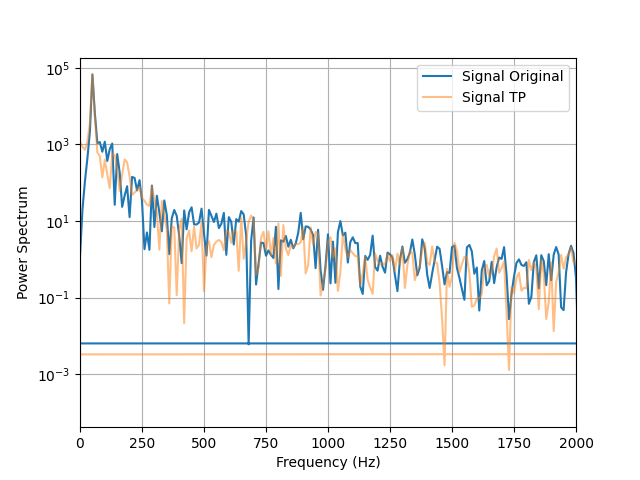 Signal Original
Signal TP
Power Spectrum
10^5
10^3
10^1
10^−1
10^−3
0 250 500 750 1000 1250 1500 1750 2000
Frequency (Hz)